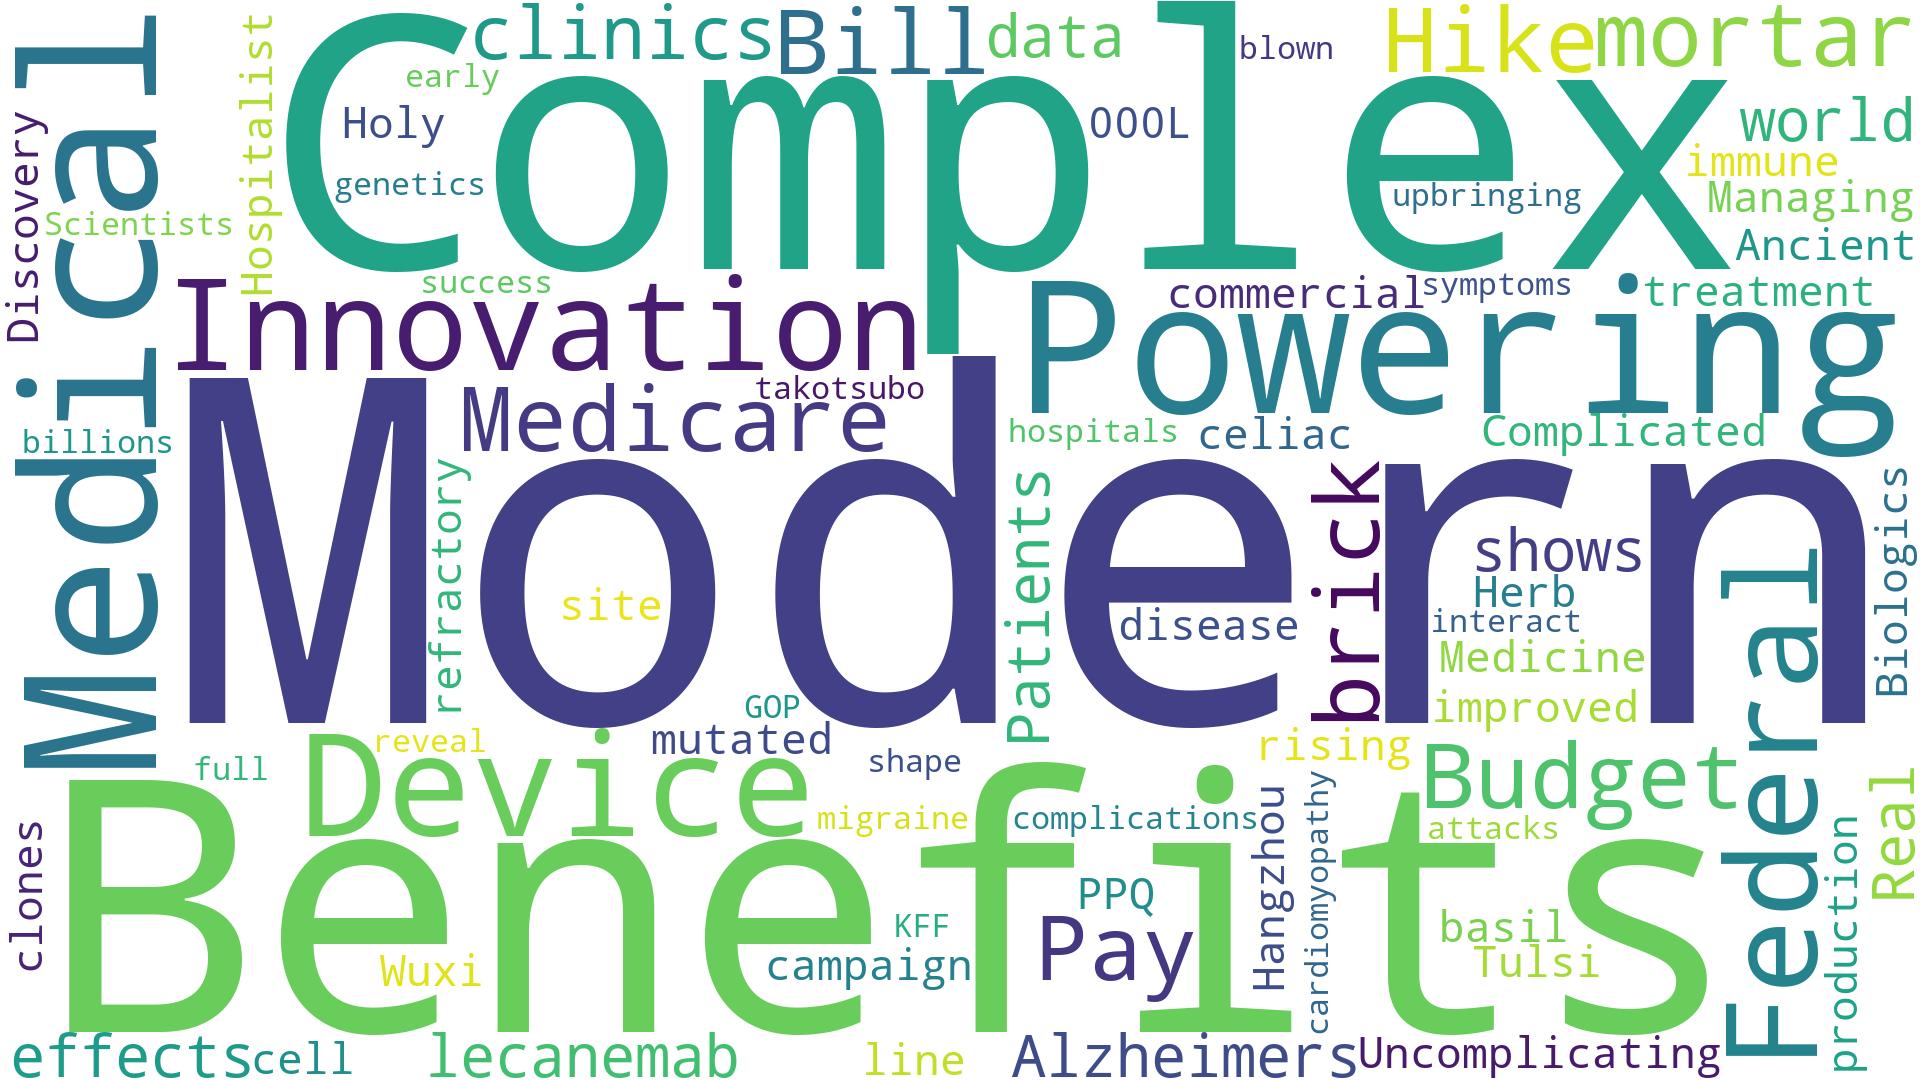 Medical
Complex
clinics
Bill
data
blown
Hike
mortar
early
Hospitalist
Holy
OOOL
world
Discovery
genetics
immune
upbringing
Managing
Scientists
Ancient
success
Innovation
Powering
commercial
symptoms
treatment
takotsubo
Medicare
Modern
billions
hospitals
celiac
Complicated
refractory
Patients
brick
Biologics
shows
Herb
site
disease
interact
Medicine
improved
Federal
GOP
mutated
reveal
Device
shape
rising
full
Budget
Benefits
clones
migraine
complications
Hangzhou
cardiomyopathy
attacks
Real
production
PPQ
KFF
Pay
basil
Tulsi
Wuxi
campaign
effects
cell
lecanemab
line
Alzheimers
Uncomplicating